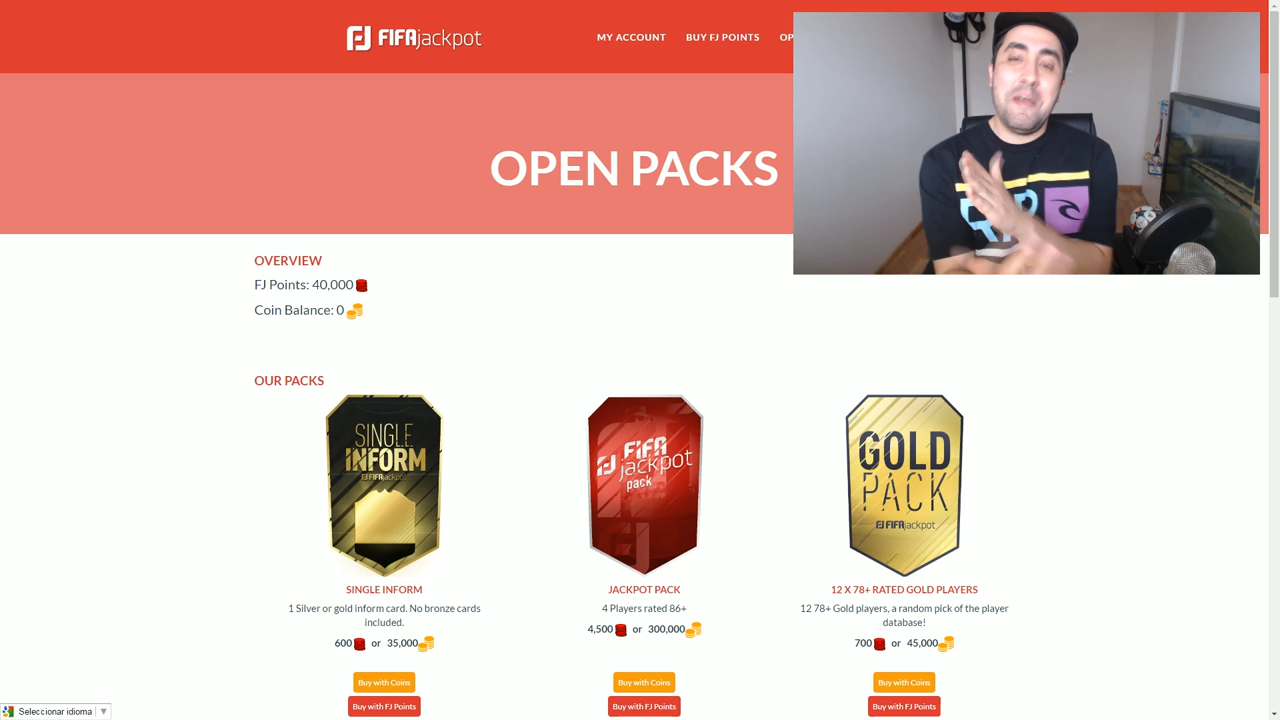 FJ FIFAjackpot
MY ACCOUNT BUY FJ POINTS OP
OPEN PACKS
OVERVIEW
FJ Points: 40,000
Coin Balance: 0
OUR PACKS
SINGLE
INFORM
FJ FIFAjackpot
FJ FIFA
jackpot
pack
GOLD
PACK
FJ FIFAjackpot
SINGLE INFORM
1 Silver or gold inform card. No bronze cards
included.
600 or 35,000
Buy with Coins
Buy with FJ Points
JACKPOT PACK
4 Players rated 86+
4,500 or 300,000
Buy with Coins
Buy with FJ Points
12 X 78+ RATED GOLD PLAYERS
12 78+ Gold players, a random pick of the player
database!
700 or 45,000
Buy with Coins
Buy with FJ Points
Seleccionar idioma ▼